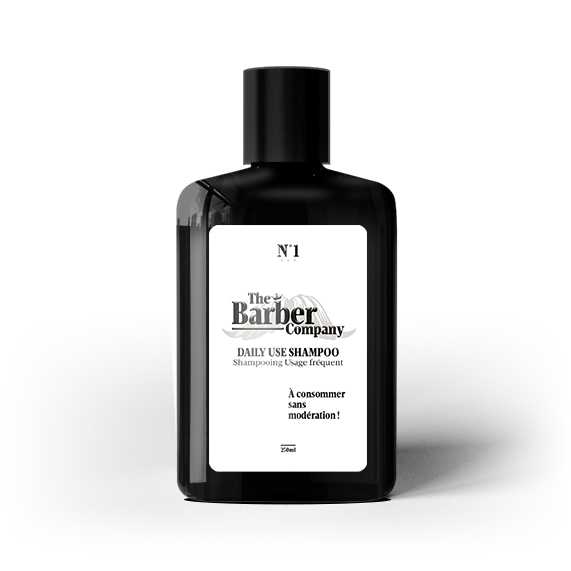 N°1
The
Barber
Company
DAILY USE SHAMPOO
Shampooing Usage fréquent
À consommer
sans
modération !
250ml